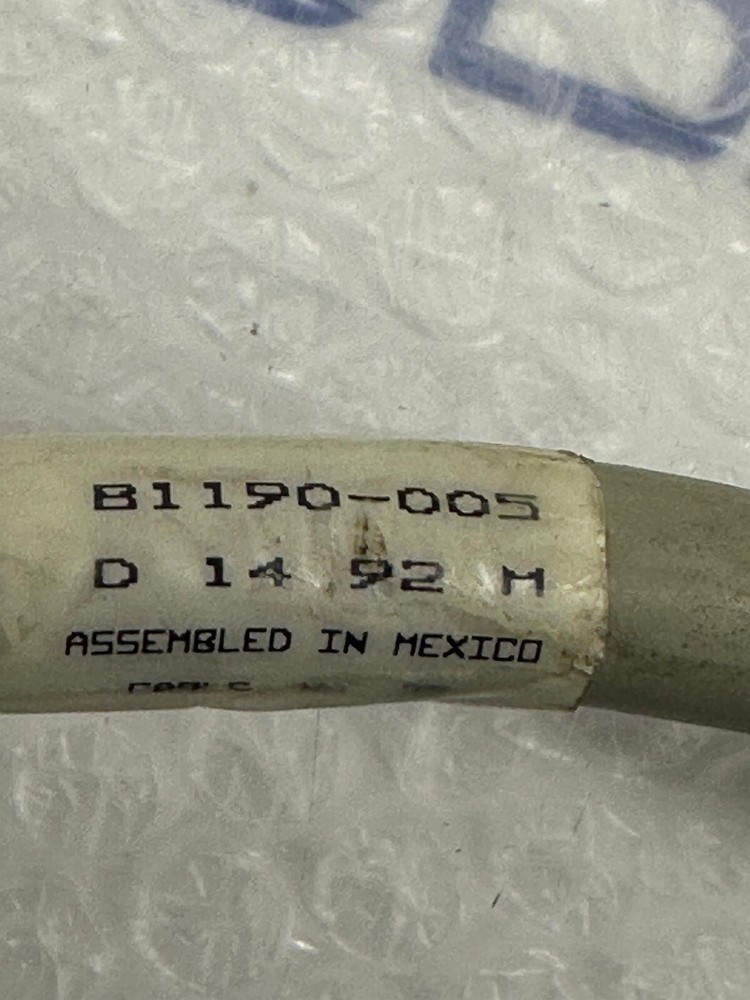 B1190-005
D 14 92 M
ASSEMBLED IN MEXICO